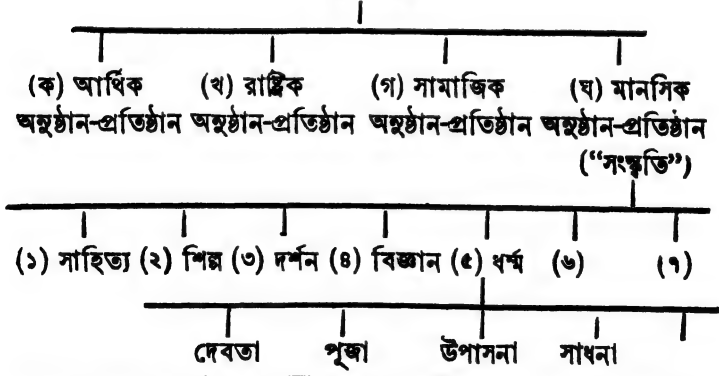 (ক) আর্থিক (খ) রাষ্ট্রিক (গ) সামাজিক (ঘ) মানসিক
অনুষ্ঠান-প্রতিষ্ঠান অনুষ্ঠান-প্রতিষ্ঠান অনুষ্ঠান-প্রতিষ্ঠান অনুষ্ঠান-প্রতিষ্ঠান
(“সংস্কৃতি”)
(১) সাহিত্য (২) শিল্প (৩) দর্শন (৪) বিজ্ঞান (৫) ধর্ম্ম (৬) (৭)
দেবতা পূজা উপাসনা সাধনা